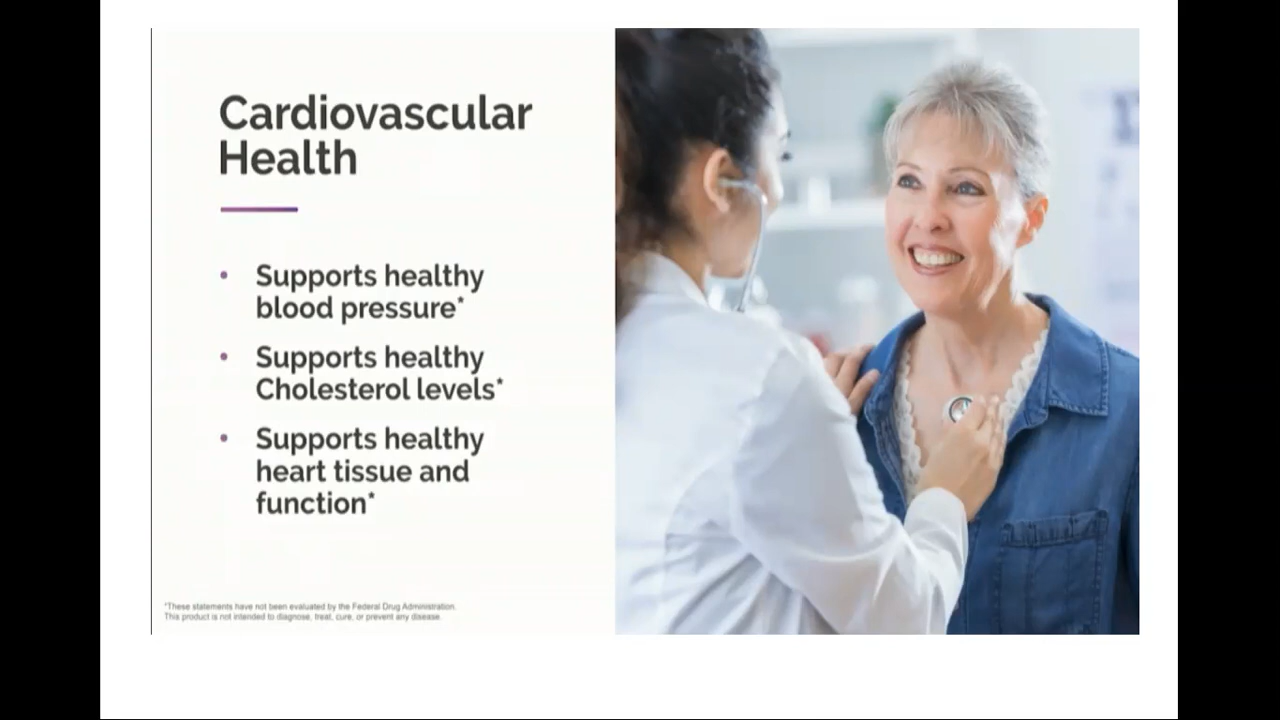 Cardiovascular
Health
• Supports healthy
blood pressure*
• Supports healthy
Cholesterol levels*
• Supports healthy
heart tissue and
function*
*These statements have not been evaluated by the Federal Drug Administration.
This product is not intended to diagnose, treat, cure, or prevent any disease.